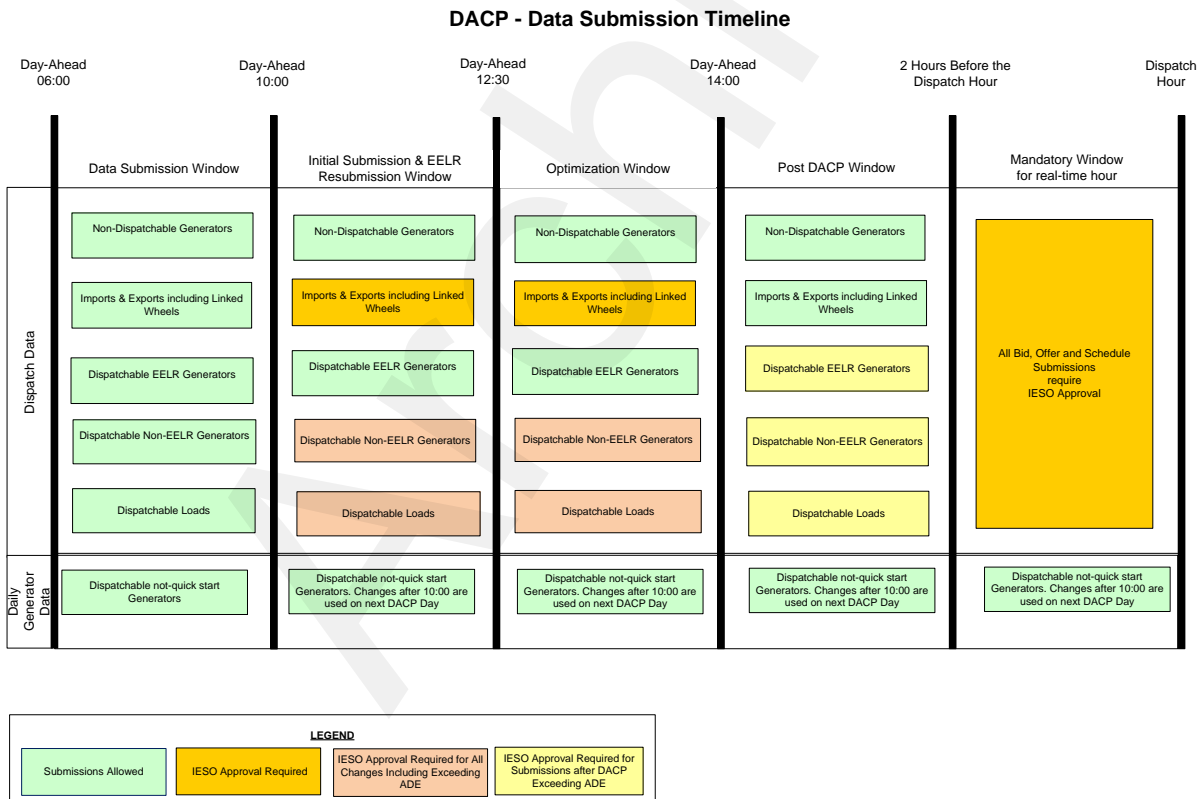 DACP - Data Submission Timeline
Day-Ahead
06:00
Day-Ahead
10:00
Day-Ahead
12:30
Day-Ahead
14:00
2 Hours Before the
Dispatch Hour
Dispatch
Hour
Data Submission Window
Initial Submission & EELR
Resubmission Window
Optimization Window
Post DACP Window
Mandatory Window
for real-time hour
Dispatch Data
Non-Dispatchable Generators
Non-Dispatchable Generators
Non-Dispatchable Generators
Non-Dispatchable Generators
Imports & Exports including Linked
Wheels
Imports & Exports including Linked
Wheels
Imports & Exports including Linked
Wheels
Imports & Exports including Linked
Wheels
Dispatchable EELR Generators
Dispatchable EELR Generators
Dispatchable EELR Generators
Dispatchable EELR Generators
All Bid, Offer and Schedule
Submissions
require
IESO Approval
Dispatchable Non-EELR Generators
Dispatchable Non-EELR Generators
Dispatchable Non-EELR Generators
Dispatchable Non-EELR Generators
Dispatchable Loads
Dispatchable Loads
Dispatchable Loads
Dispatchable Loads
Daily
Generator
Data
Dispatchable not-quick start
Generators
Dispatchable not-quick start
Generators. Changes after 10:00 are
used on next DACP Day
Dispatchable not-quick start
Generators. Changes after 10:00 are
used on next DACP Day
Dispatchable not-quick start
Generators. Changes after 10:00 are
used on next DACP Day
Dispatchable not-quick start
Generators. Changes after 10:00 are
used on next DACP Day
LEGEND
Submissions Allowed
IESO Approval Required
IESO Approval Required for All
Changes Including Exceeding
ADE
IESO Approval Required for
Submissions after DACP
Exceeding ADE